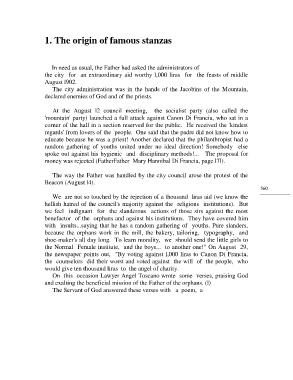 1. The origin of famous stanzas
In need as usual, the Father had asked the administrators of
the city for an extraordinary aid worthy 1,000 liras for the feasts of middle
August 1902.
The city administration was in the hands of the Jacobins of the Mountain,
declared enemies of God and of the priests.
At the August 12 council meeting, the socialist party (also called the
'mountain' party) launched a full attack against Canon Di Francia, who sat in a
corner of the hall in a section reserved for the public. He received the 'kindest
regards' from lovers of the people. One said that the padre did not know how to
educate because he was a priest! Another declared that the philanthropist had a
random gathering of youths united under no ideal direction! Somebody else
spoke out against his hygienic and disciplinary methods!... The proposal for
money was rejected (FatherFather Mary Hannibal Di Francia, page 171).
The way the Father was handled by the city council arose the protest of the
Beacon (August 14).
560
We are not so touched by the rejection of a thousand liras aid (we know the
hellish hatred of the council's majority against the religious institutions). But
we feel indignant for the slanderous actions of those sirs against the most
benefactor of the orphans and against his institutions. They have covered him
with insults...saying that he has a random gathering of youths. Pure slanders,
because the orphans work in the mill, the bakery, tailoring, typography, and
shoe-maker's all day long. To learn morality, we should send the little girls to
the Normal Female institute, and the boys... to another one!" On August 29,
the newspaper points out, "By voting against 1,000 liras to Canon Di Francia,
the counselors did their worst and voted against the will of the people, who
would give ten thousand liras to the angel of charity.
On this occasion Lawyer Angel Toscano wrote some verses, praising God
and exalting the beneficial mission of the Father of the orphans. (1)
The Servant of God answered these verses with a poem, a